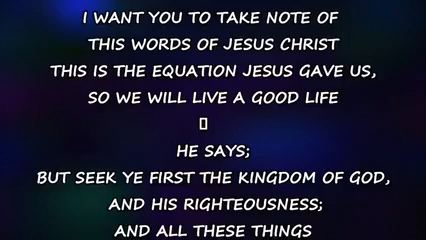 I WANT YOU TO TAKE NOTE OF
THIS WORDS OF JESUS CHRIST
THIS IS THE EQUATION JESUS GAVE US,
SO WE WILL LIVE A GOOD LIFE
HE SAYS;
BUT SEEK YE FIRST THE KINGDOM OF GOD,
AND HIS RIGHTEOUSNESS;
AND ALL THESE THINGS